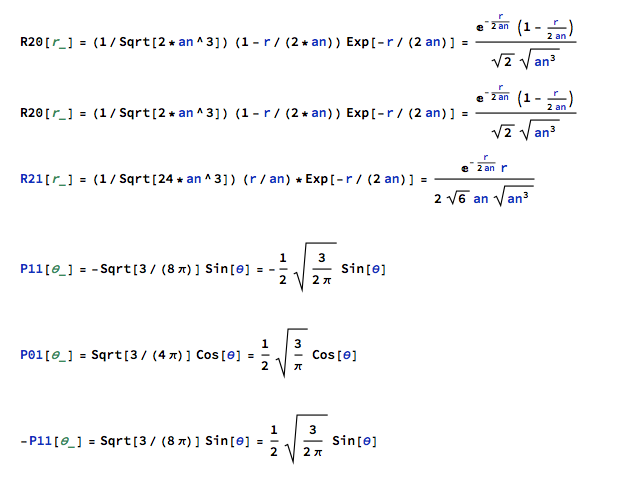 R20[r_] = (1/Sqrt[2*an^3]) (1-r/(2*an)) Exp[-r/(2 an)] = (ⅇ^(-r/(2 an)) (1 - r/(2 an)))/(√2 √(an³))
R20[r_] = (1/Sqrt[2*an^3]) (1-r/(2*an)) Exp[-r/(2 an)] = (ⅇ^(-r/(2 an)) (1 - r/(2 an)))/(√2 √(an³))
R21[r_] = (1/Sqrt[24*an^3]) (r/an)*Exp[-r/(2 an)] = (ⅇ^(-r/(2 an)) r)/(2 √6 an √(an³))
P11[θ_] = -Sqrt[3/(8π)] Sin[θ] = -1/2 √(3/(2 π)) Sin[θ]
P01[θ_] = Sqrt[3/(4π)] Cos[θ] = 1/2 √(3/π) Cos[θ]
-P11[θ_] = Sqrt[3/(8π)] Sin[θ] = 1/2 √(3/(2 π)) Sin[θ]